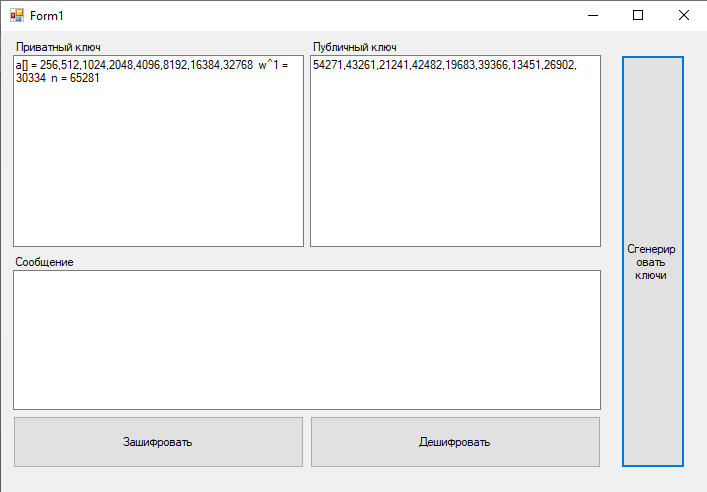 Form1
Приватный ключ
Публичный ключ
a[] = 256,512,1024,2048,4096,8192,16384,32768  w^1 =
30334  n = 65281
54271,43261,21241,42482,19683,39366,13451,26902,
Сгенерир
овать
ключи
Сообщение
Зашифровать
Дешифровать